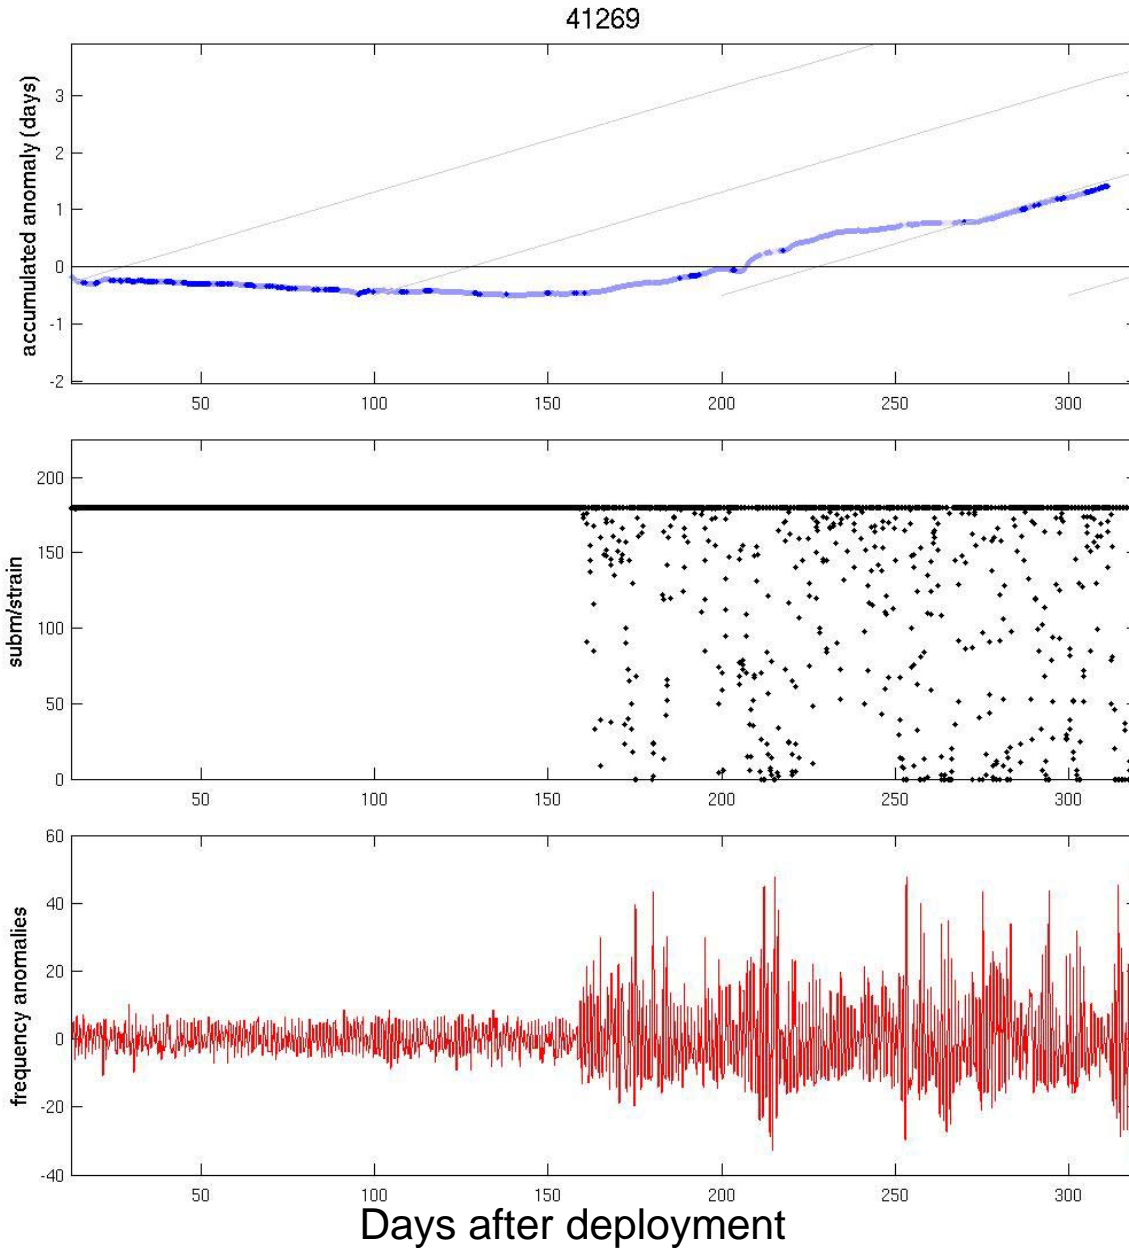 41269
accumulated anomaly (days)
3
2
1
0
-1
-2
50 100 150 200 250 300
subm/strain
200
150
100
50
0
50 100 150 200 250 300
frequency anomalies
60
40
20
0
-20
-40
50 100 150 200 250 300
Days after deployment